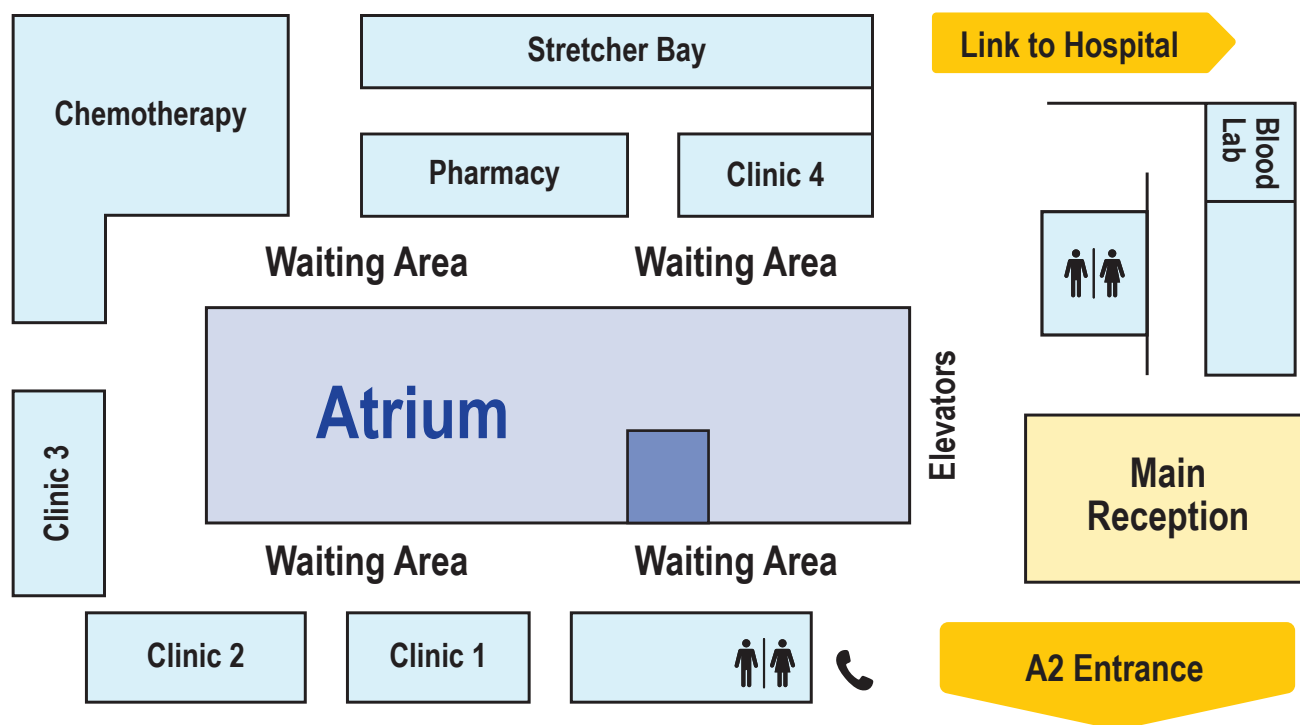 Stretcher Bay
Link to Hospital
Chemotherapy
Blood
Lab
Pharmacy
Clinic 4
Waiting Area
Waiting Area
Atrium
Elevators
Clinic 3
Main
Reception
Waiting Area
Waiting Area
Clinic 2
Clinic 1
A2 Entrance